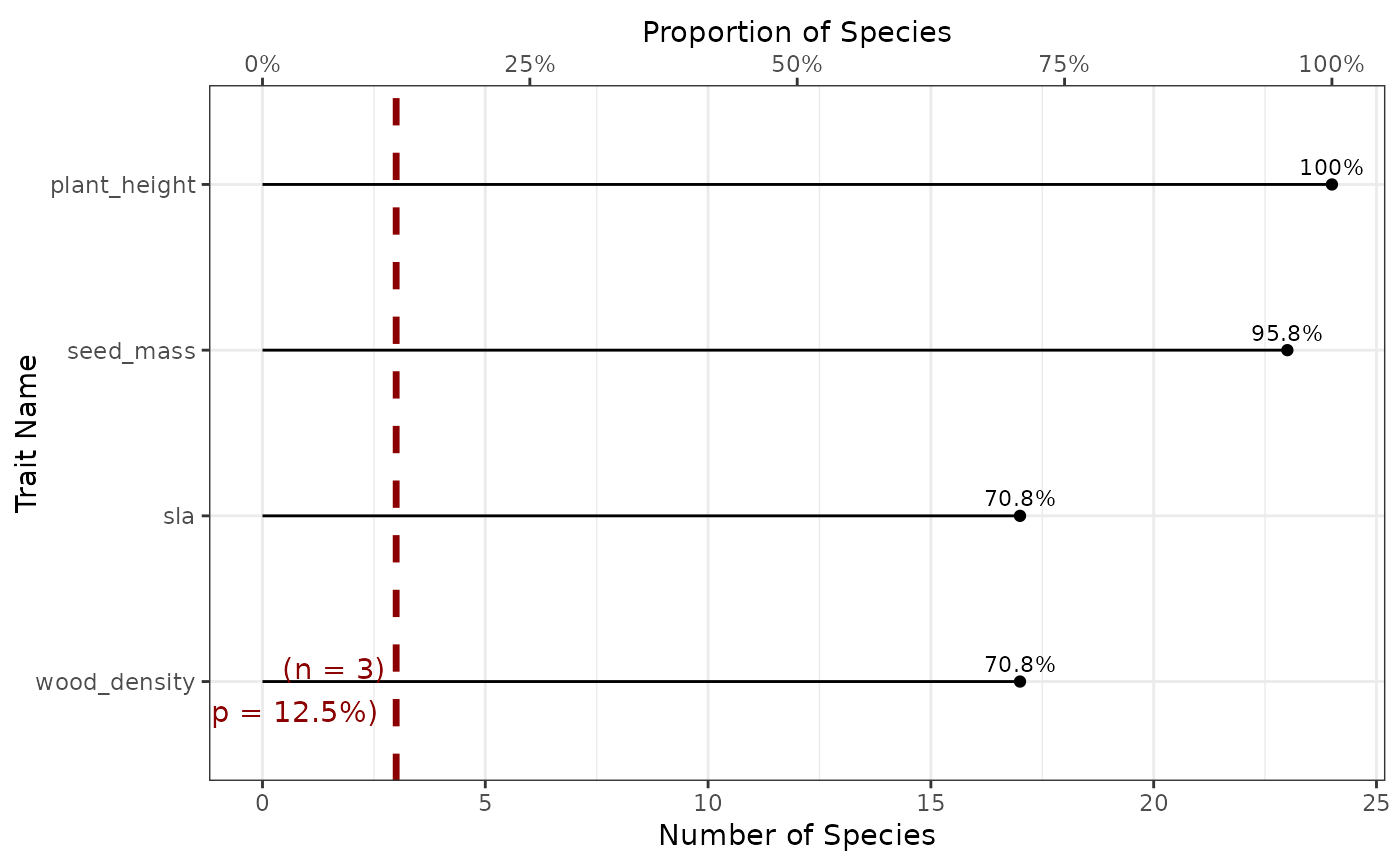 Proportion of Species
0% 25% 50% 75% 100%
plant_height 100%
seed_mass 95.8%
sla 70.8%
wood_density (n = 3) 70.8%
p = 12.5%)
Trait Name
0 5 10 15 20 25
Number of Species